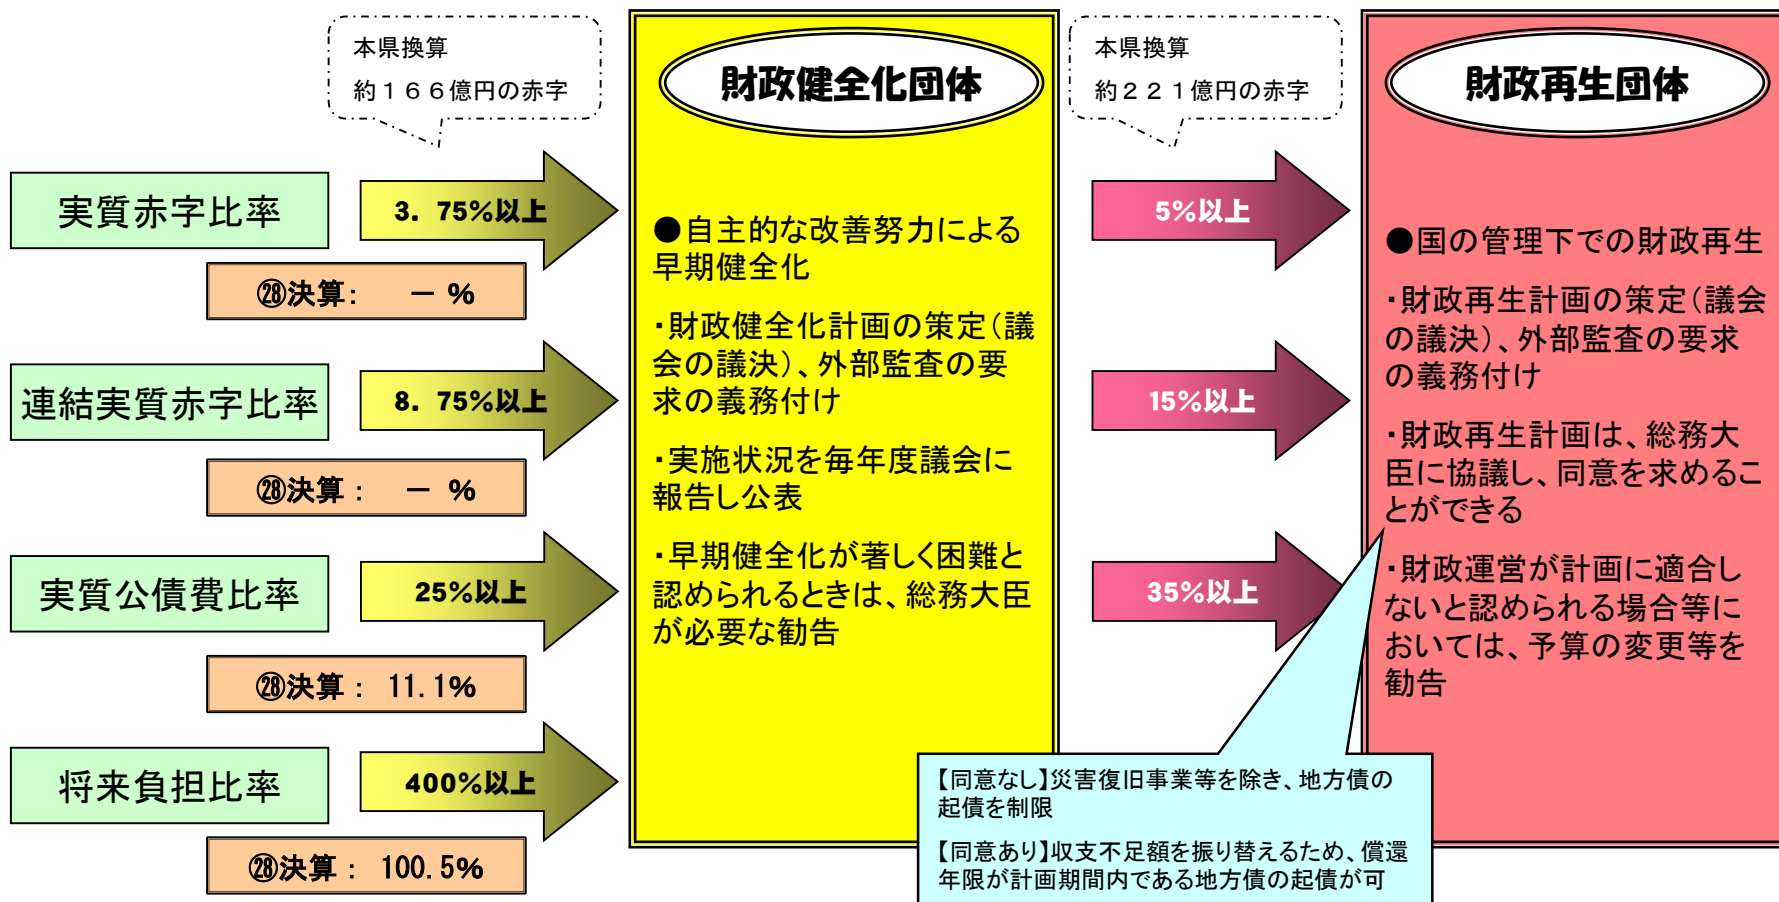 本県換算
約166億円の赤字
財政健全化団体
本県換算
約221億円の赤字
財政再生団体
実質赤字比率
3.75%以上
㉘決算: － %
連結実質赤字比率
8.75%以上
㉘決算: － %
実質公債費比率
25%以上
㉘決算: 11.1%
将来負担比率
400%以上
㉘決算: 100.5%
●自主的な改善努力による
早期健全化
・財政健全化計画の策定(議
会の議決)、外部監査の要
求の義務付け
・実施状況を毎年度議会に
報告し公表
・早期健全化が著しく困難と
認められるときは、総務大臣
が必要な勧告
5%以上
15%以上
35%以上
●国の管理下での財政再生
・財政再生計画の策定(議会
の議決)、外部監査の要求
の義務付け
・財政再生計画は、総務大
臣に協議し、同意を求めるこ
とができる
・財政運営が計画に適合し
ないと認められる場合等に
おいては、予算の変更等を
勧告
【同意なし】災害復旧事業等を除き、地方債の
起債を制限
【同意あり】収支不足額を振り替えるため、償還
年限が計画期間内である地方債の起債が可